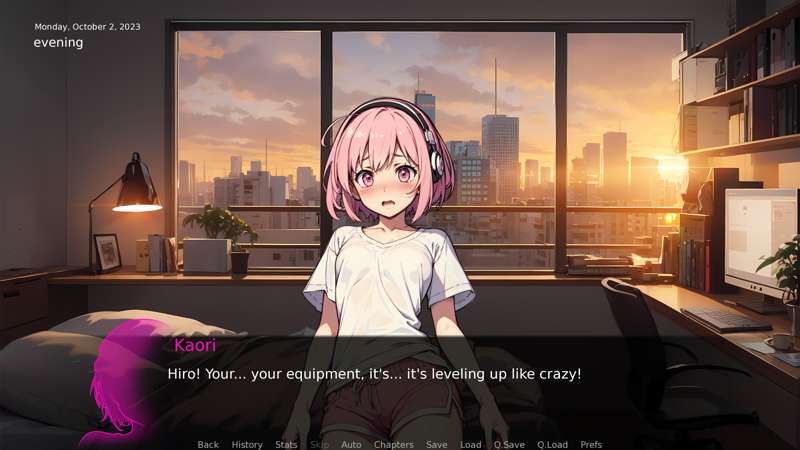 Monday, October 2, 2023
evening
Kaori
Hiro! Your... your equipment, it's... it's leveling up like crazy!
Back History Stats Skip Auto Chapters Save Load Q.Save Q.Load Prefs